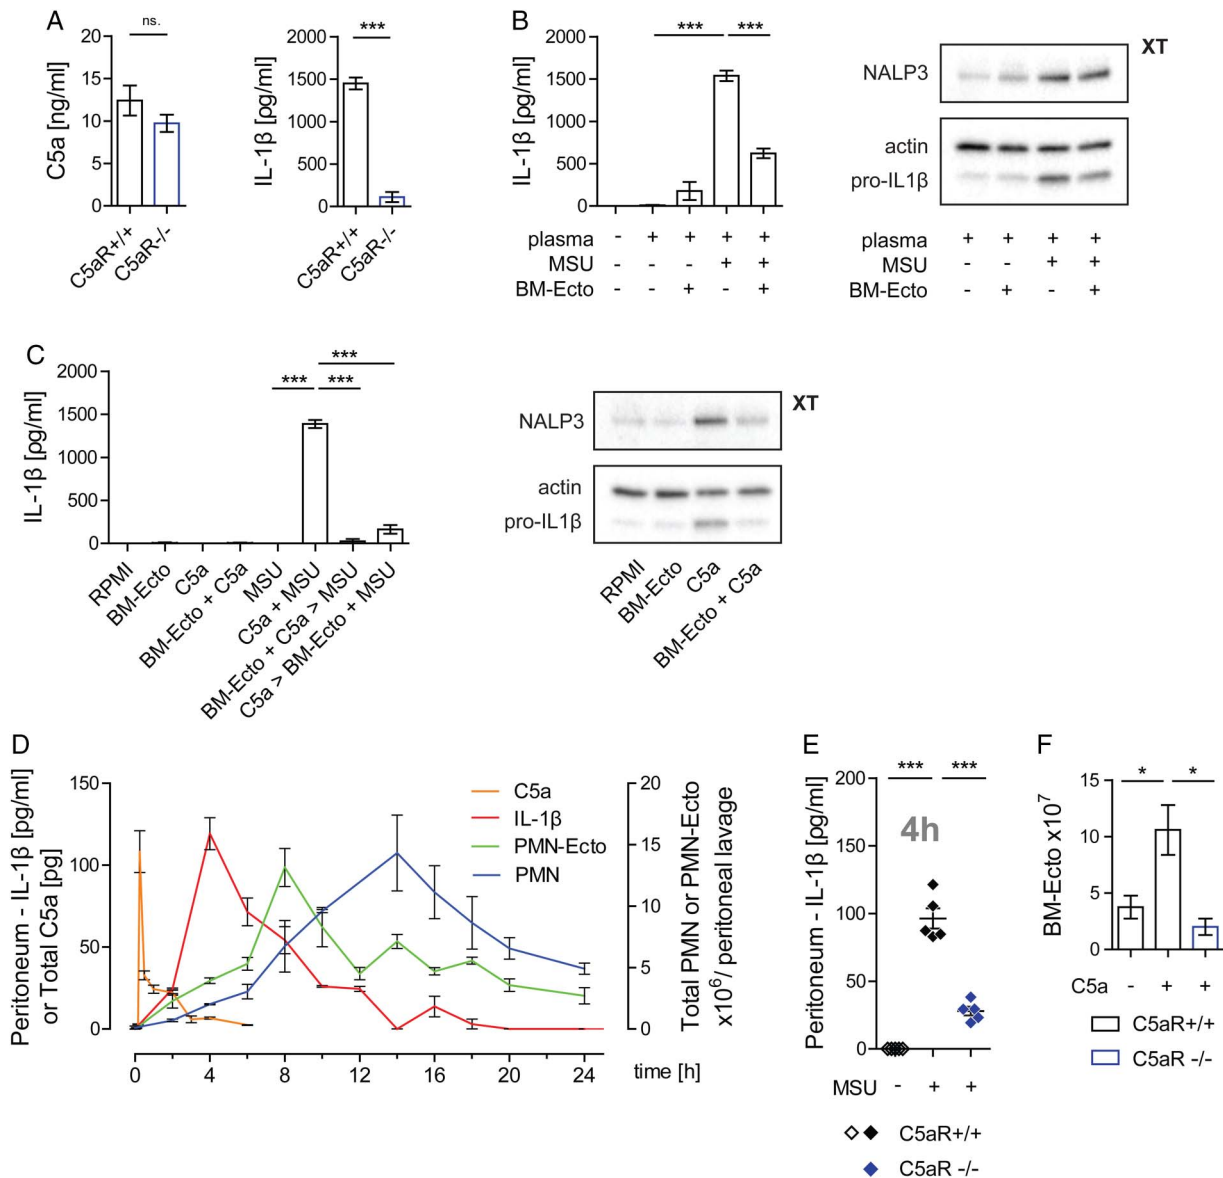 A
C5a [ng/ml]
20
15
10
5
0
ns.
C5aR+/+
C5aR-/-
IL-1β [ρg/ml]
2000
1500
1000
500
0
***
C5aR+/+
C5aR-/-
B
IL-1β [ρg/ml]
2000
1500
1000
500
0
*** ***
plasma - + + + +
MSU - - - + +
BM-Ecto - - + - +
XT
NALP3
actin
pro-IL1β
plasma + + + +
MSU - - + +
BM-Ecto - + - +
C
IL-1β [ρg/ml]
2000
1500
1000
500
0
***
*** ***
RPMI
BM-Ecto
C5a
BM-Ecto + C5a
MSU
C5a + MSU
BM-Ecto + C5a > MSU
C5a > BM-Ecto + MSU
XT
NALP3
actin
pro-IL1β
RPMI
BM-Ecto
C5a
BM-Ecto + C5a
D
Peritoneum - IL-1β [pg/ml]
or Total C5a [pg]
150
100
50
0
C5a
IL-1β
PMN-Ecto
PMN
20
15
10
5
0
Total PMN or PMN-Ecto
x10⁶/ peritoneal lavage
0 4 8 12 16 20 24
time [h]
E
Peritoneum - IL-1β [ρg/ml]
200
150
100
50
0
*** ***
4h
MSU - + +
C5aR+/+
C5aR -/-
F
BM-Ecto x10⁷
15
10
5
0
* *
C5a - + +
C5aR+/+
C5aR -/-